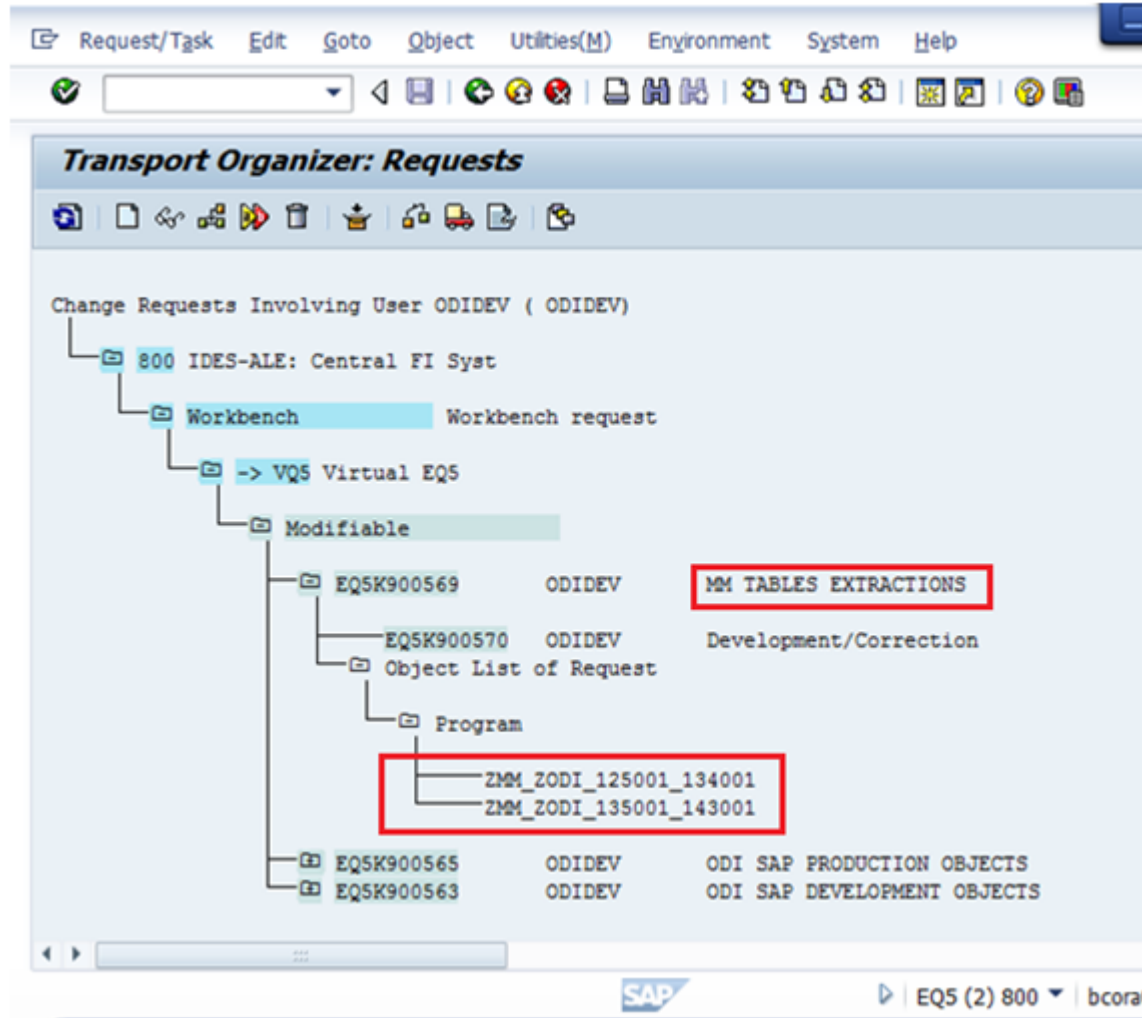 Request/Task Edit Goto Object Utilities(M) Environment System Help
Transport Organizer: Requests
Change Requests Involving User ODIDEV ( ODIDEV)
800 IDES-ALE: Central FI Syst
Workbench Workbench request
-> VQ5 Virtual EQ5
Modifiable
EQ5K900569 ODIDEV MM TABLES EXTRACTIONS
EQ5K900570 ODIDEV Development/Correction
Object List of Request
Program
ZMM_ZODI_125001_134001
ZMM_ZODI_135001_143001
EQ5K900565 ODIDEV ODI SAP PRODUCTION OBJECTS
EQ5K900563 ODIDEV ODI SAP DEVELOPMENT OBJECTS
SAP EQ5 (2) 800